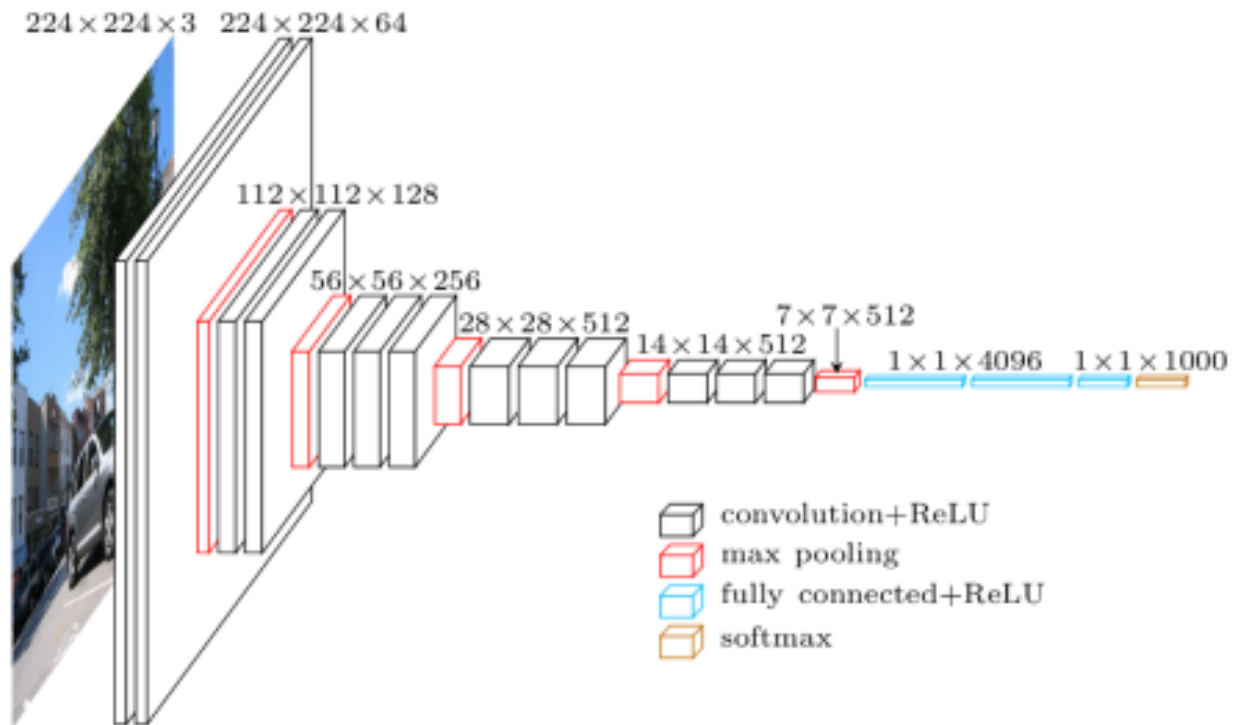 224×224×3
224×224×64
112×112×128
56×56×256
28×28×512
14×14×512
7×7×512
1×1×4096
1×1×1000
convolution+ReLU
max pooling
fully connected+ReLU
softmax